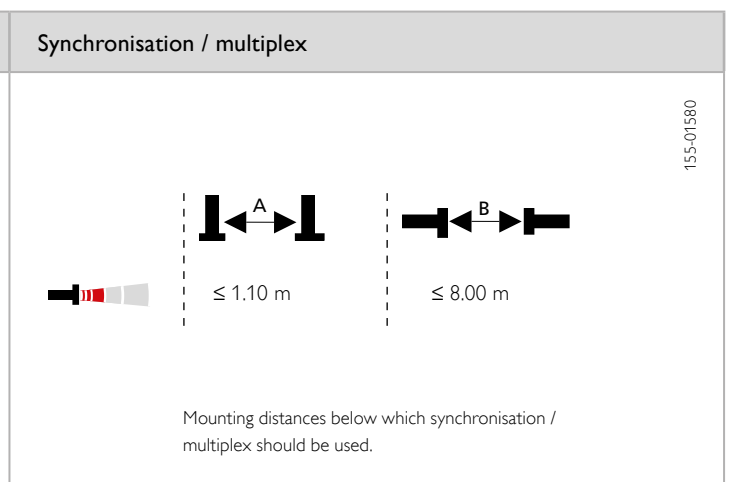 Synchronisation / multiplex
155-01580
A
B
≤ 1.10 m
≤ 8.00 m
Mounting distances below which synchronisation /
multiplex should be used.